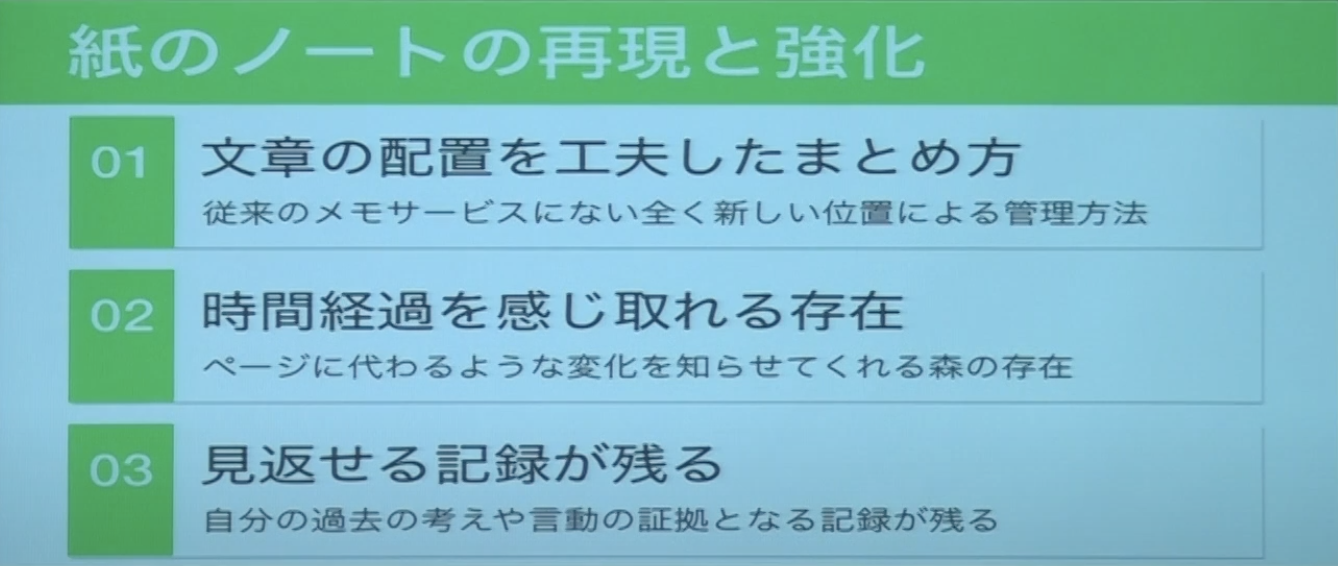 紙のノートの再現と強化
01
文章の配置を工夫したまとめ方
従来のメモサービスにない全く新しい位置による管理方法
02
時間経過を感じ取れる存在
ページに代わるような変化を知らせてくれる森の存在
03
見返せる記録が残る
自分の過去の考えや言動の証拠となる記録が残る